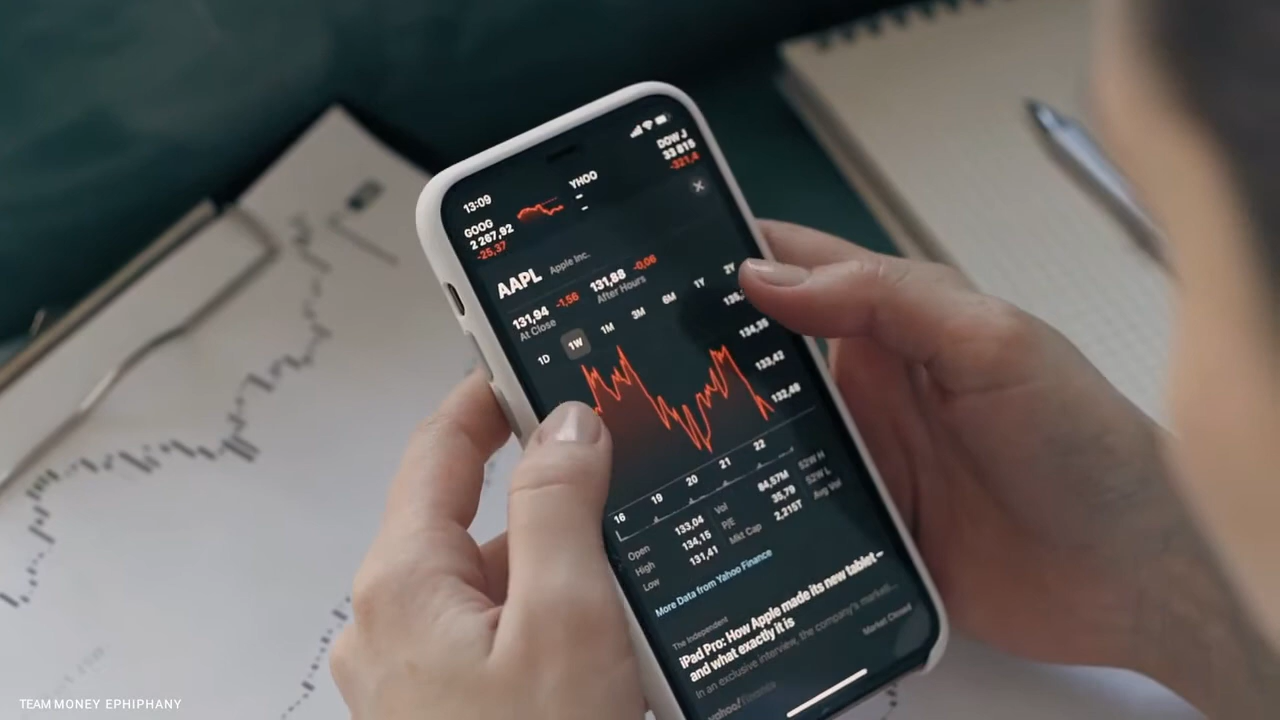 13:09
GOOG
2 267,92
-25,37
YHOO
-
-
DOW J
33 815
-321,4
AAPL Apple Inc.
131,94 -1,56
At Close
131,88 -0,06
After Hours
1D 1W 1M 3M 6M 1Y 2Y
134,35
133,42
132,48
16 19 20 21 22
Open 133,04
High 134,15
Low 131,41
Vol 84,57M
P/E 35,79
Mkt Cap 2,215T
52W H
52W L
Avg Vol
More Data from Yahoo Finance
The Independent
iPad Pro: How Apple made its new tablet –
and what exactly it is
In an exclusive interview, the company's market...
yahoo/finance
Market Closed
TEAM MONEY EPHIPHANY